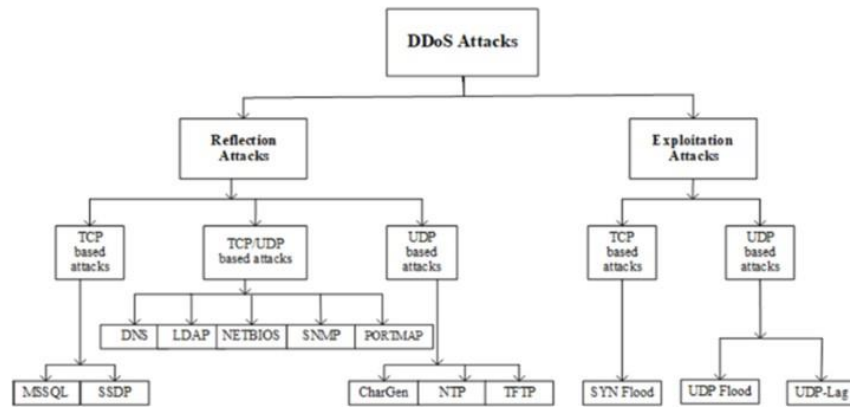 DDoS Attacks
Reflection
Attacks
Exploitation
Attacks
TCP
based
attacks
TCP/UDP
based attacks
UDP
based
attacks
TCP
based
attacks
UDP
based
attacks
DNS
LDAP
NETBIOS
SNMP
PORTMAP
MSSQL
SSDP
CharGen
NTP
TFTP
SYN Flood
UDP Flood
UDP-Lag